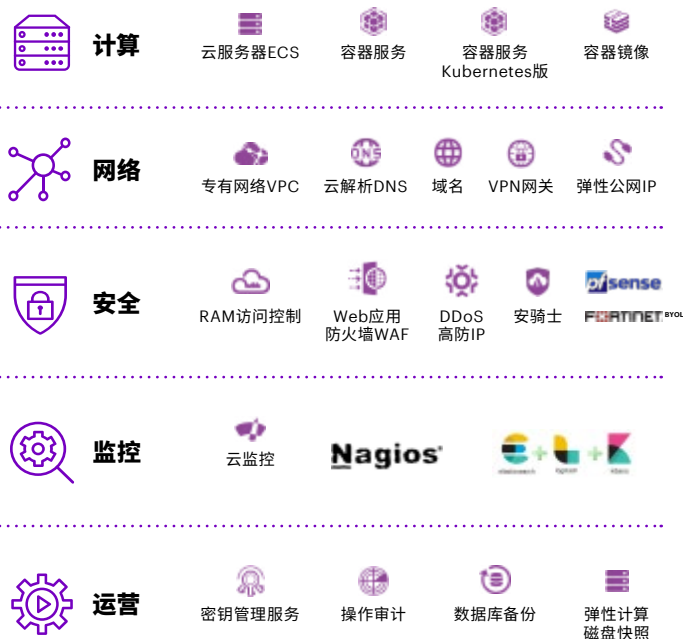 计算
云服务器ECS
容器服务
容器服务
Kubernetes版
容器镜像
网络
专有网络VPC
DNS
云解析DNS
域名
VPN网关
弹性公网IP
安全
RAM访问控制
Web应用
防火墙WAF
DDoS
高防IP
安骑士
pfsense
FORTINET BYOL
监控
云监控
Nagios®
+ +
elasticsearch
logstash
kibana
运营
密钥管理服务
操作审计
数据库备份
弹性计算
磁盘快照